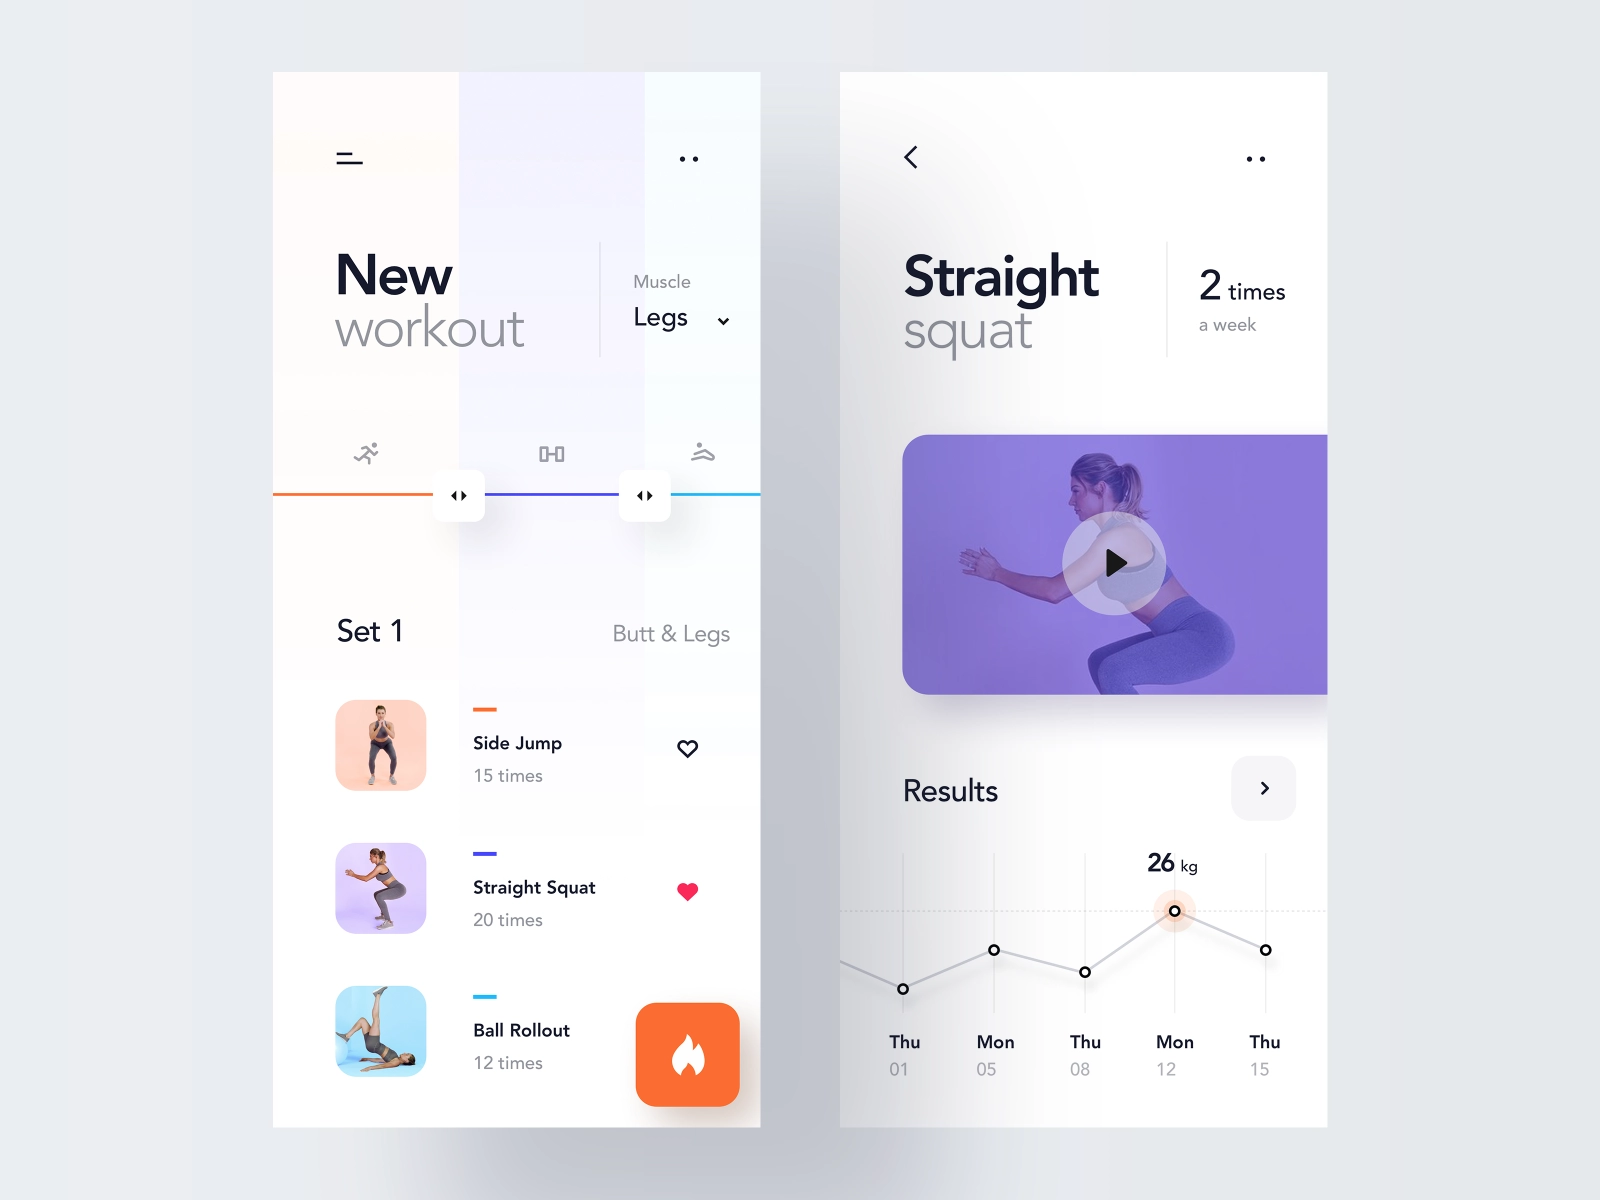 New
workout
Muscle
Legs
Set 1
Butt & Legs
Side Jump
15 times
Straight Squat
20 times
Ball Rollout
12 times
Straight
squat
2 times
a week
Results
26 kg
Thu Mon Thu Mon Thu
01 05 08 12 15